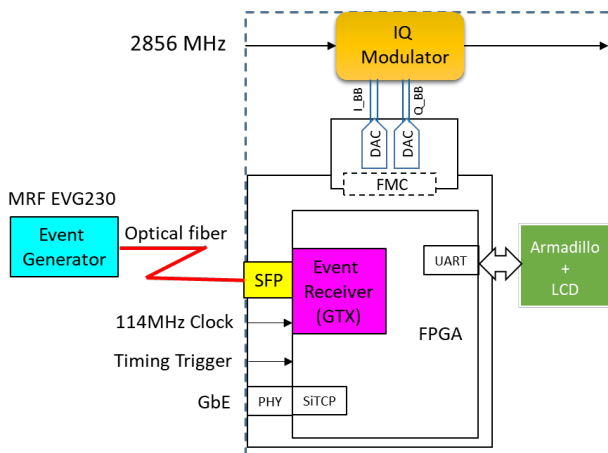 2856 MHz
IQ
Modulator
I_BB
Q_BB
DAC
DAC
FMC
MRF EVG230
Event
Generator
Optical fiber
SFP
Event
Receiver
(GTX)
UART
Armadillo
+
LCD
114MHz Clock
FPGA
Timing Trigger
GbE
PHY
SiTCP